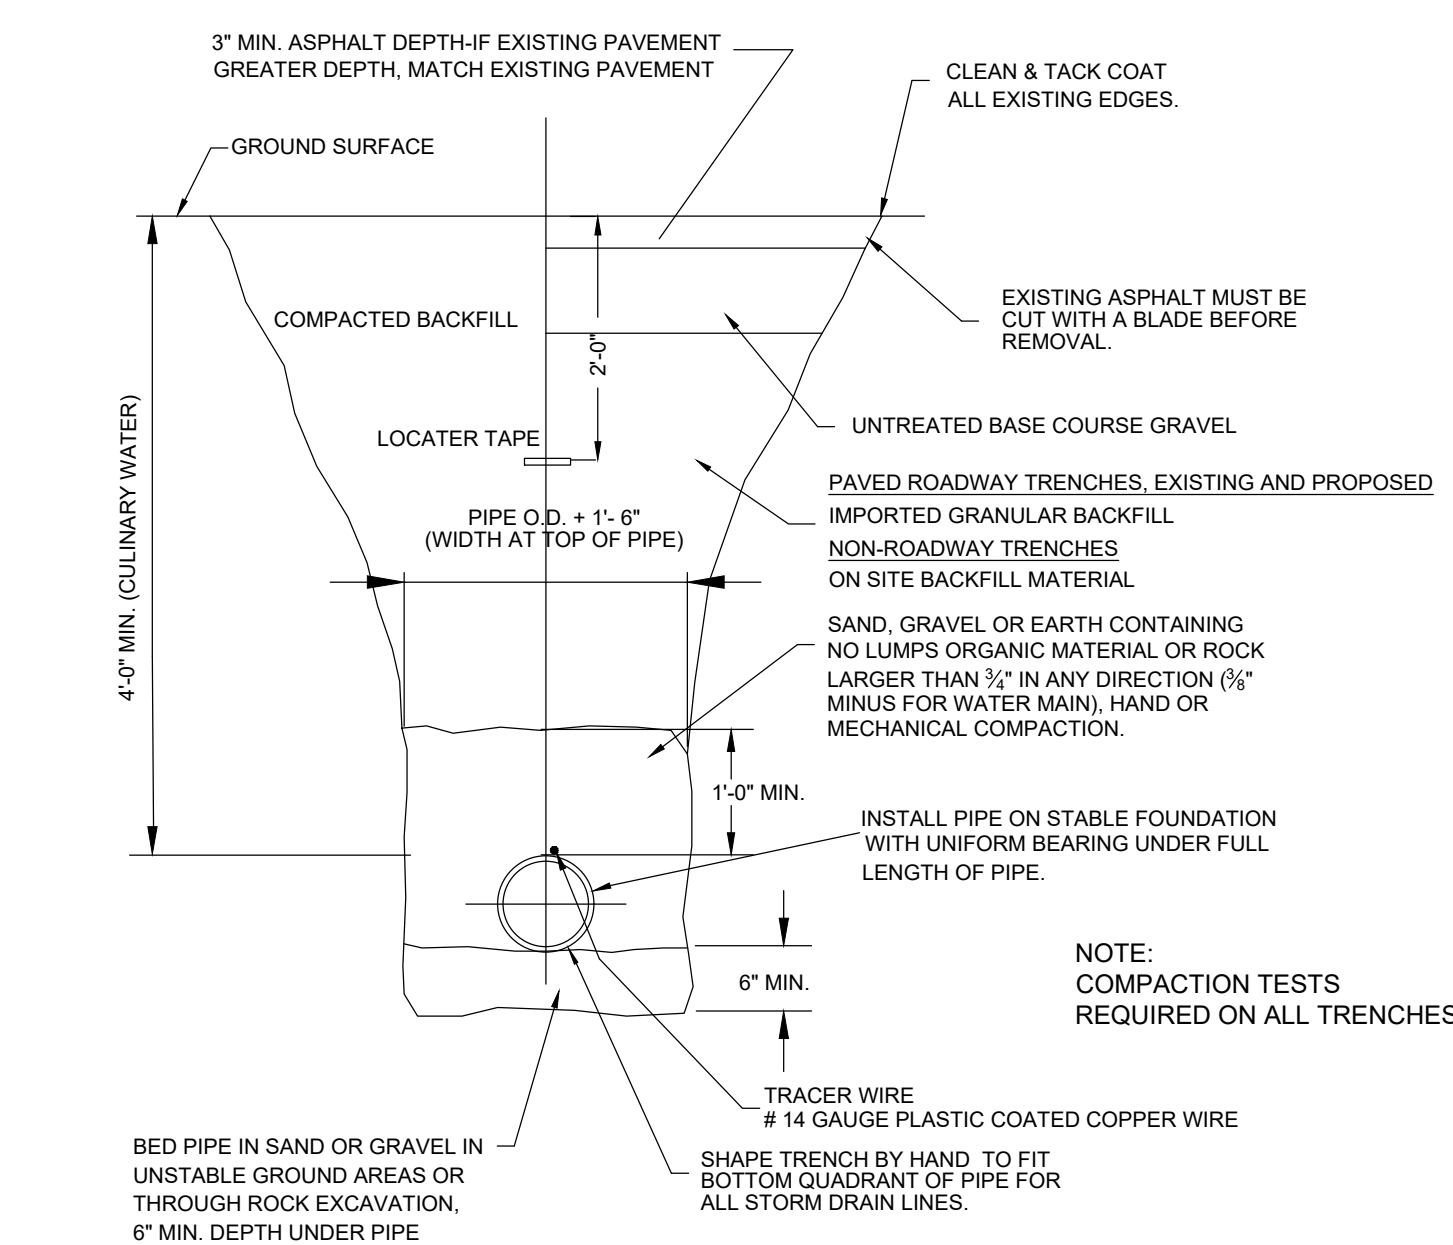 3" MIN. ASPHALT DEPTH-IF EXISTING PAVEMENT
GREATER DEPTH, MATCH EXISTING PAVEMENT
CLEAN & TACK COAT
ALL EXISTING EDGES.
GROUND SURFACE
EXISTING ASPHALT MUST BE
CUT WITH A BLADE BEFORE
REMOVAL.
COMPACTED BACKFILL
2'-0"
UNTREATED BASE COURSE GRAVEL
LOCATER TAPE
4'-0" MIN. (CULINARY WATER)
PAVED ROADWAY TRENCHES, EXISTING AND PROPOSED
IMPORTED GRANULAR BACKFILL
NON-ROADWAY TRENCHES
ON SITE BACKFILL MATERIAL
PIPE O.D. + 1'- 6"
(WIDTH AT TOP OF PIPE)
SAND, GRAVEL OR EARTH CONTAINING
NO LUMPS ORGANIC MATERIAL OR ROCK
LARGER THAN ¾" IN ANY DIRECTION (⅜"
MINUS FOR WATER MAIN), HAND OR
MECHANICAL COMPACTION.
1'-0" MIN.
INSTALL PIPE ON STABLE FOUNDATION
WITH UNIFORM BEARING UNDER FULL
LENGTH OF PIPE.
6" MIN.
NOTE:
COMPACTION TESTS
REQUIRED ON ALL TRENCHES
TRACER WIRE
# 14 GAUGE PLASTIC COATED COPPER WIRE
BED PIPE IN SAND OR GRAVEL IN
UNSTABLE GROUND AREAS OR
THROUGH ROCK EXCAVATION,
6" MIN. DEPTH UNDER PIPE
SHAPE TRENCH BY HAND TO FIT
BOTTOM QUADRANT OF PIPE FOR
ALL STORM DRAIN LINES.